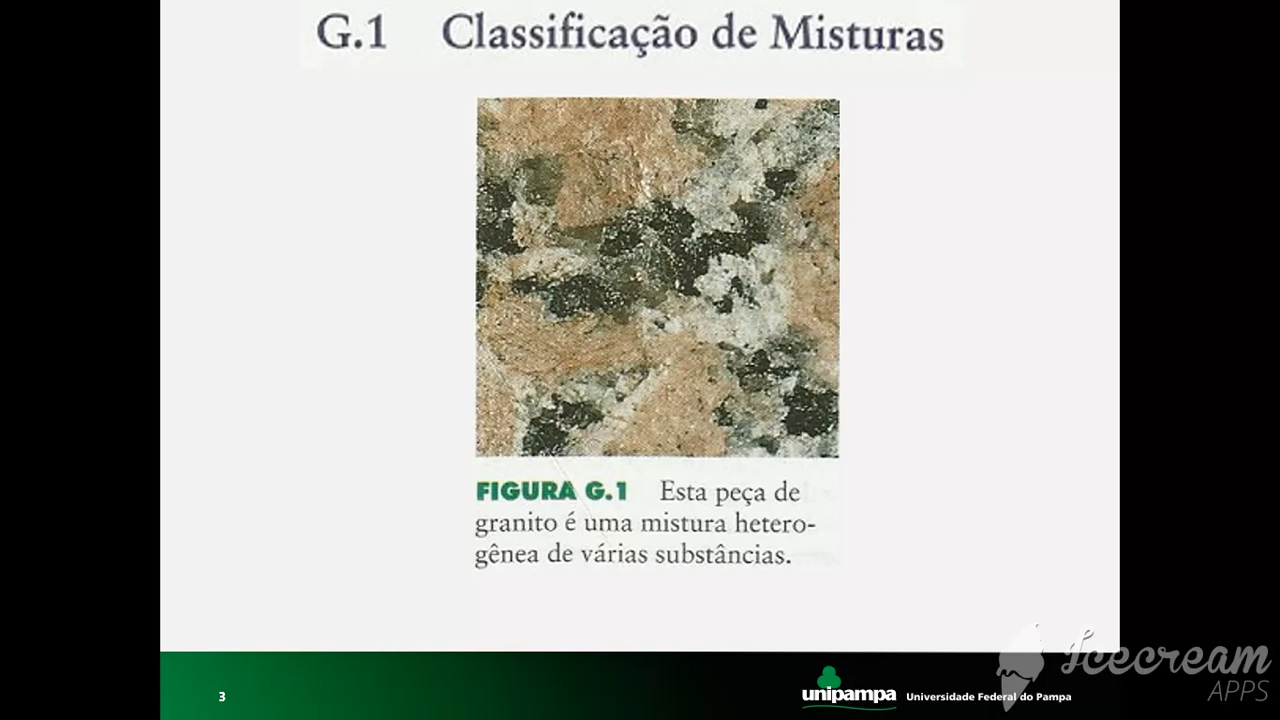 G.1 Classificação de Misturas
FIGURA G.1 Esta peça de
granito é uma mistura hetero-
gênea de várias substâncias.
3
unipampa Universidade Federal do Pampa
Icecream
APPS